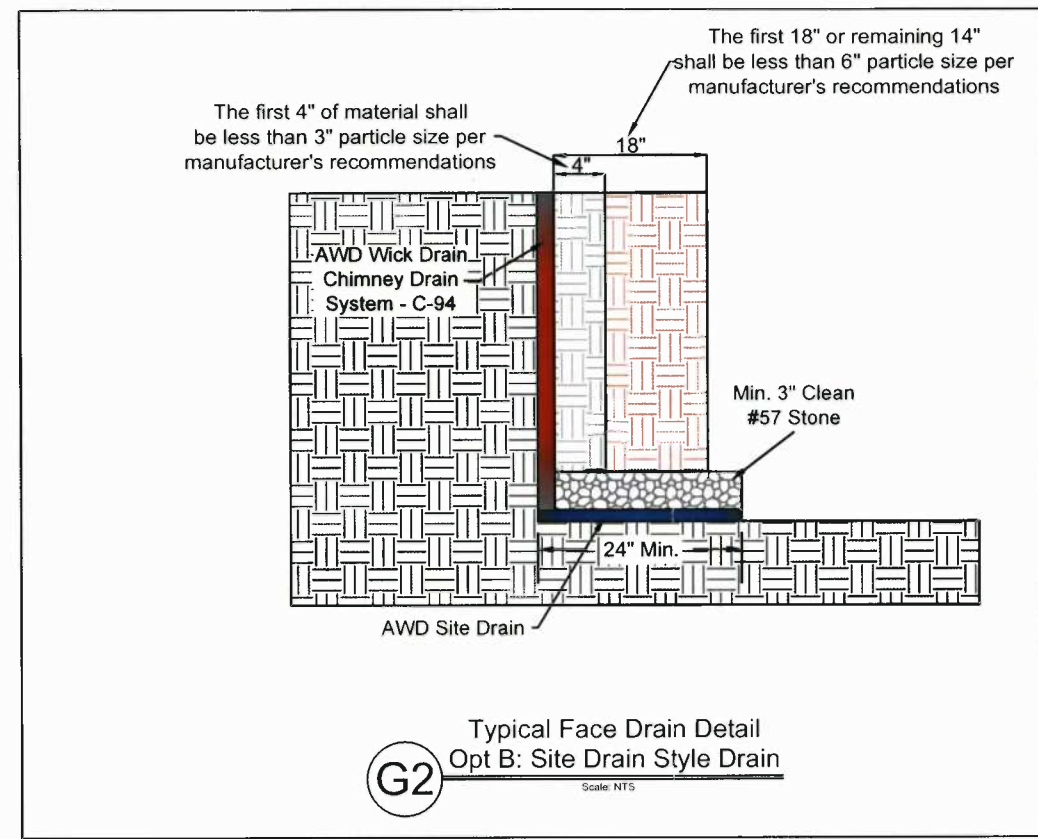 The first 18" or remaining 14"
shall be less than 6" particle size per
manufacturer's recommendations
The first 4" of material shall
be less than 3" particle size per
manufacturer's recommendations
18"
4"
AWD Wick Drain
Chimney Drain
System - C-94
Min. 3" Clean
#57 Stone
24" Min.
AWD Site Drain
Typical Face Drain Detail
G2
Opt B: Site Drain Style Drain
Scale: NTS